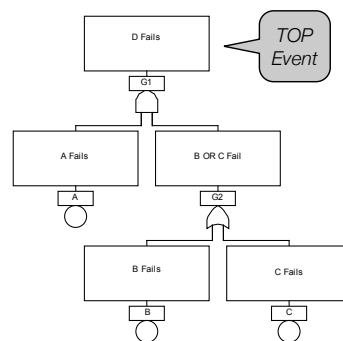 D Fails
TOP
Event
G1
A Fails
B OR C Fail
A
G2
B Fails
C Fails
B
C